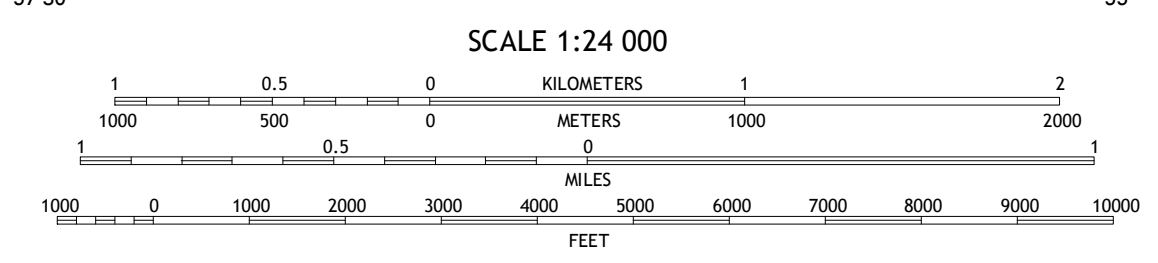 SCALE 1:24 000
1 0.5 0 KILOMETERS 1 2
1000 500 0 METERS 1000 2000
1 0.5 0 1
MILES
1000 0 1000 2000 3000 4000 5000 6000 7000 8000 9000 10000
FEET